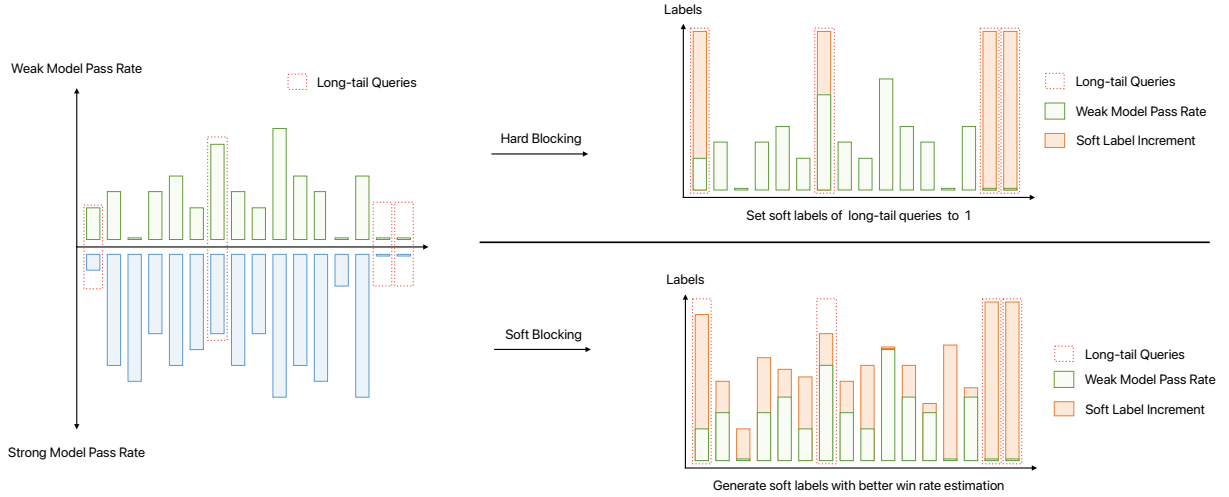 Weak Model Pass Rate
Long-tail Queries
Strong Model Pass Rate
Hard Blocking
Labels
Long-tail Queries
Weak Model Pass Rate
Soft Label Increment
Set soft labels of long-tail queries to 1
Soft Blocking
Labels
Long-tail Queries
Weak Model Pass Rate
Soft Label Increment
Generate soft labels with better win rate estimation